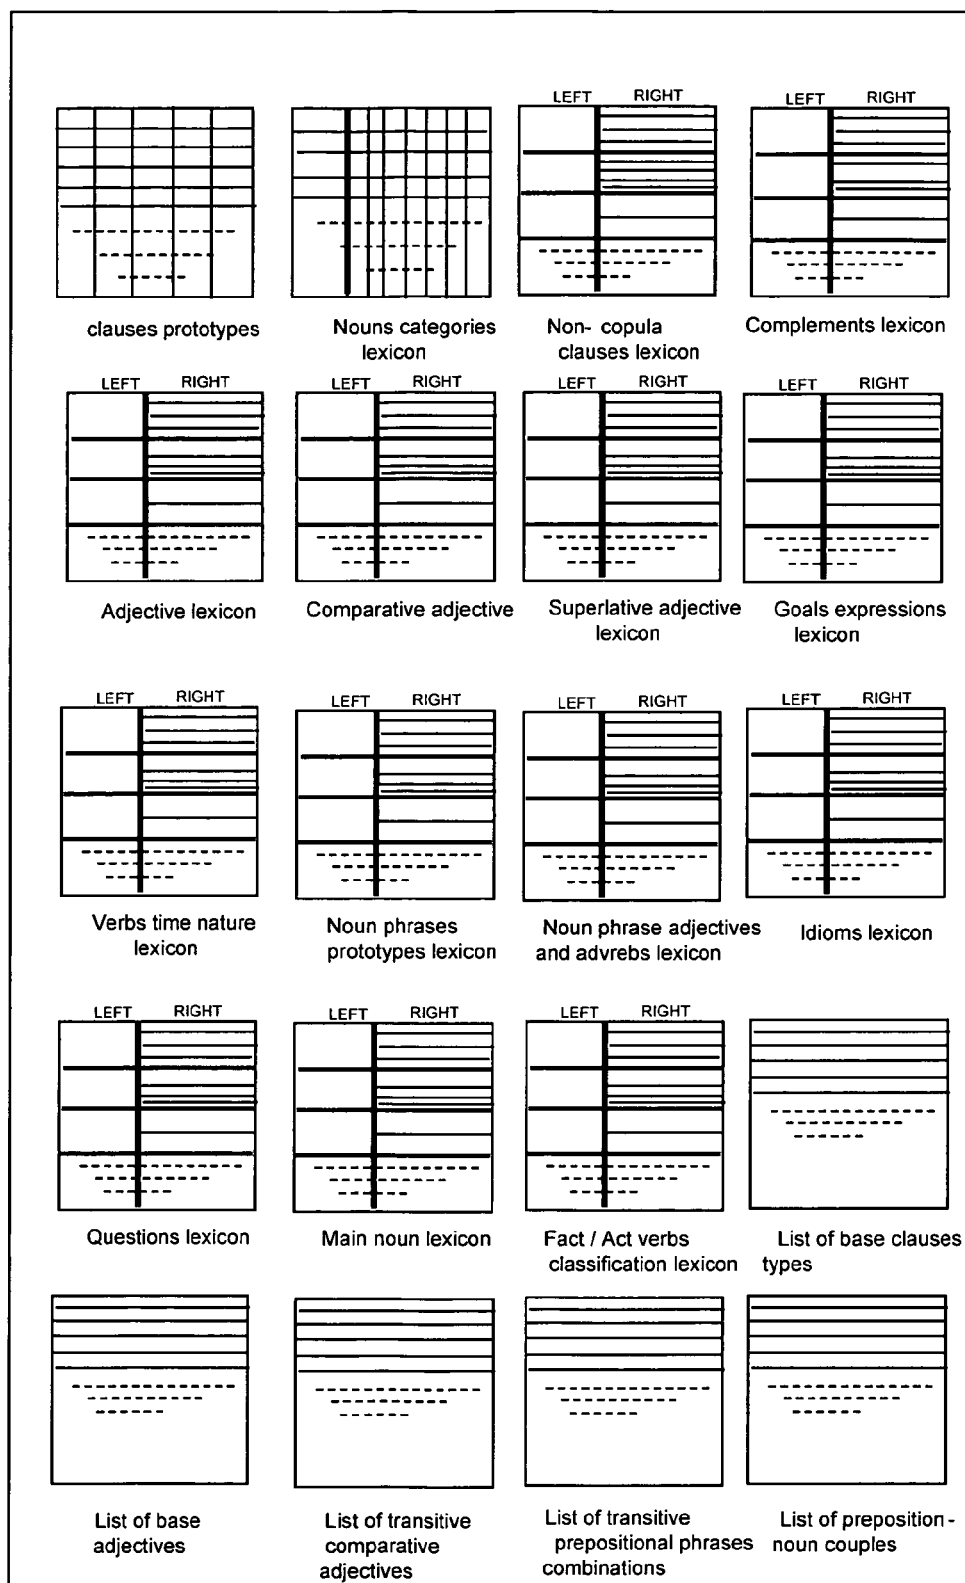 LEFT RIGHT LEFT RIGHT
clauses prototypes
Nouns categories
lexicon
Non- copula
clauses lexicon
Complements lexicon
LEFT RIGHT LEFT RIGHT LEFT RIGHT LEFT RIGHT
Adjective lexicon
Comparative adjective
Superlative adjective
lexicon
Goals expressions
lexicon
LEFT RIGHT LEFT RIGHT LEFT RIGHT LEFT RIGHT
Verbs time nature
lexicon
Noun phrases
prototypes lexicon
Noun phrase adjectives
and advrebs lexicon
Idioms lexicon
LEFT RIGHT LEFT RIGHT LEFT RIGHT
Questions lexicon
Main noun lexicon
Fact / Act verbs
classification lexicon
List of base clauses
types
List of base
adjectives
List of transitive
comparative
adjectives
List of transitive
prepositional phrases
combinations
List of preposition-
noun couples